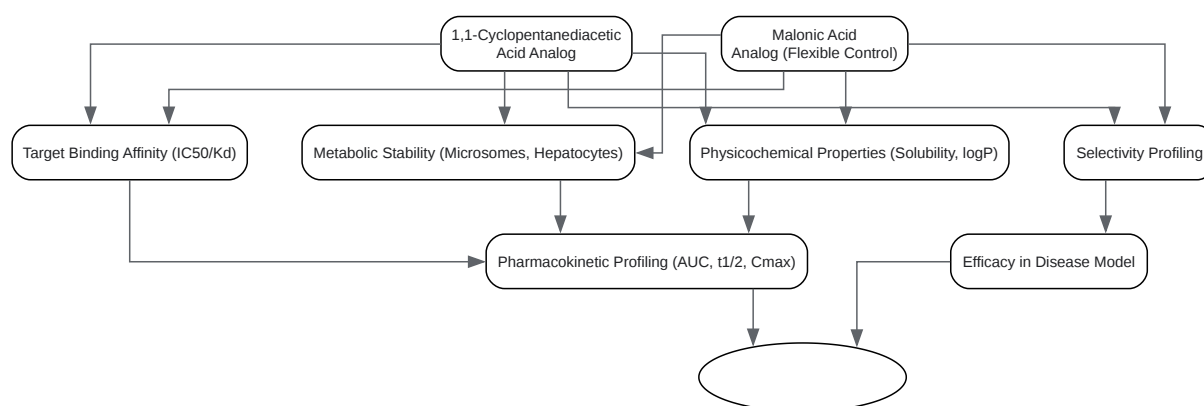 1,1-Cyclopentanediacetic
Acid Analog
Malonic Acid
Analog (Flexible Control)
Target Binding Affinity (IC50/Kd)
Metabolic Stability (Microsomes, Hepatocytes)
Physicochemical Properties (Solubility, logP)
Selectivity Profiling
Pharmacokinetic Profiling (AUC, t1/2, Cmax)
Efficacy in Disease Model